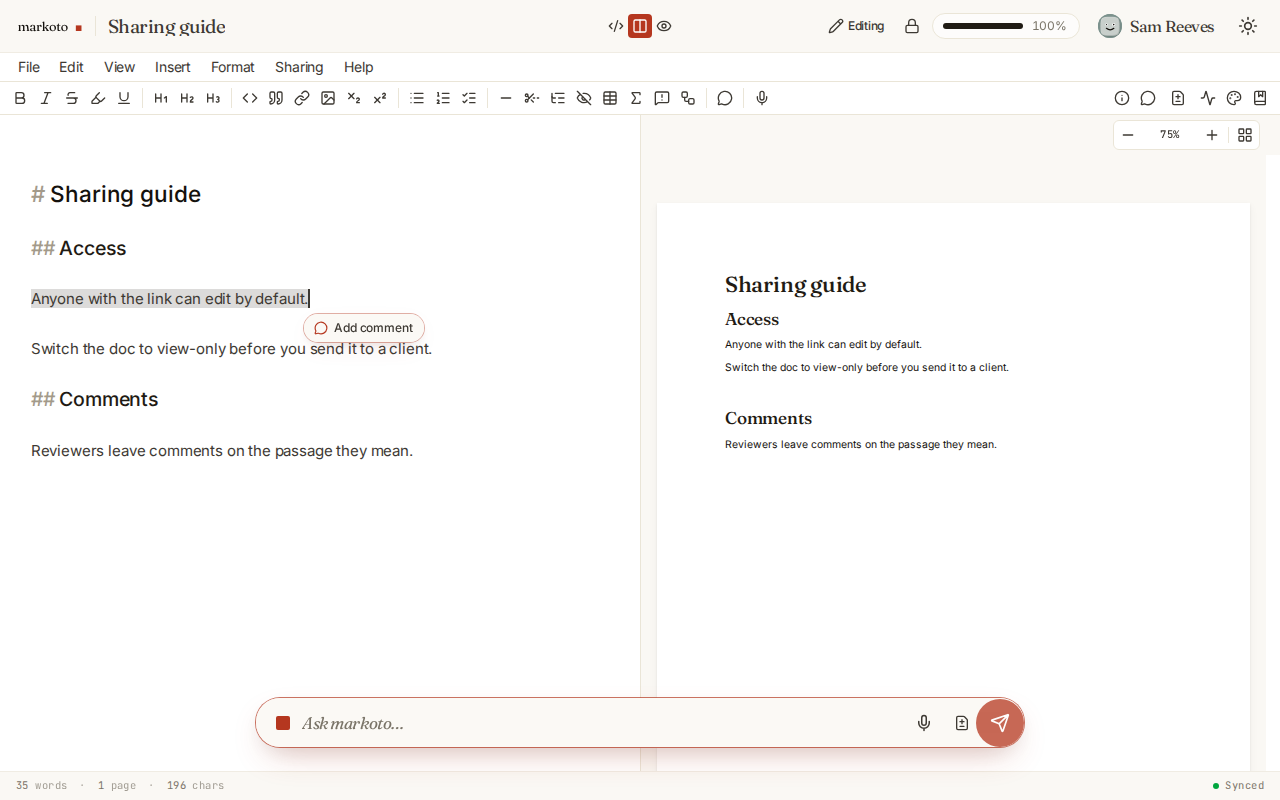 markoto
Sharing guide
Editing
100%
Sam Reeves
File Edit View Insert Format Sharing Help
H1 H2 H3
75%
# Sharing guide
## Access
Anyone with the link can edit by default.
Add comment
Switch the doc to view-only before you send it to a client.
## Comments
Reviewers leave comments on the passage they mean.
Sharing guide
Access
Anyone with the link can edit by default.
Switch the doc to view-only before you send it to a client.
Comments
Reviewers leave comments on the passage they mean.
Ask markoto...
35 words · 1 page · 196 chars
Synced